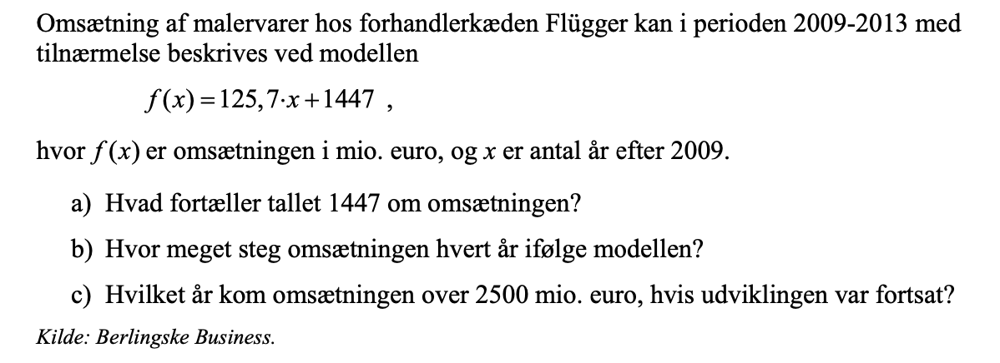 Omsætning af malervarer hos forhandlerkæden Flügger kan i perioden 2009-2013 med
tilnærmelse beskrives ved modellen
f(x) = 125,7·x + 1447 ,
hvor f(x) er omsætningen i mio. euro, og x er antal år efter 2009.
a) Hvad fortæller tallet 1447 om omsætningen?
b) Hvor meget steg omsætningen hvert år ifølge modellen?
c) Hvilket år kom omsætningen over 2500 mio. euro, hvis udviklingen var fortsat?
Kilde: Berlingske Business.